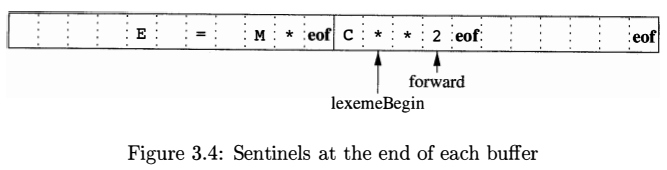 E = M * eof C * * 2 eof eof
forward
lexemeBegin
Figure 3.4: Sentinels at the end of each buffer